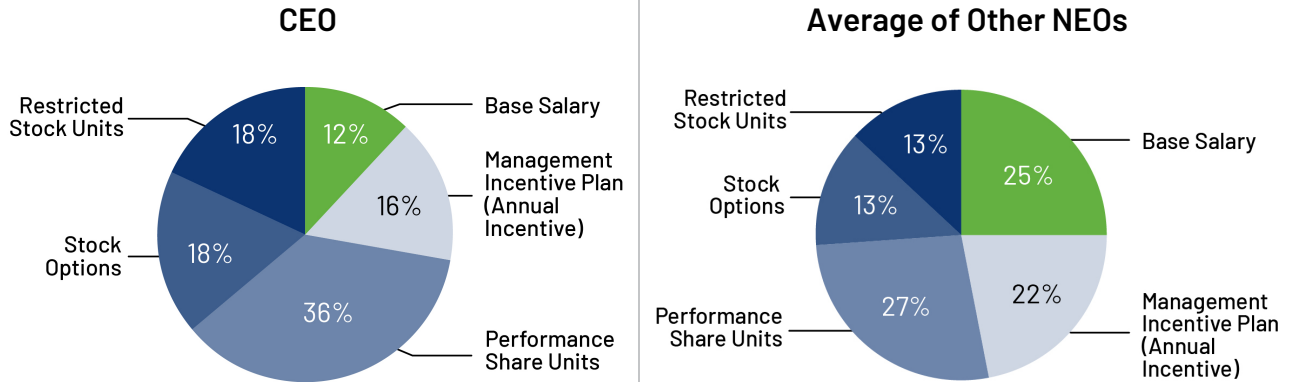 CEO
Restricted
Stock Units
18%
12%
Base Salary
Management
Incentive Plan
(Annual
Incentive)
16%
Stock
Options
18%
36%
Performance
Share Units
Average of Other NEOs
Restricted
Stock Units
13%
Base Salary
25%
Stock
Options
13%
Performance
Share Units
27%
22%
Management
Incentive Plan
(Annual
Incentive)